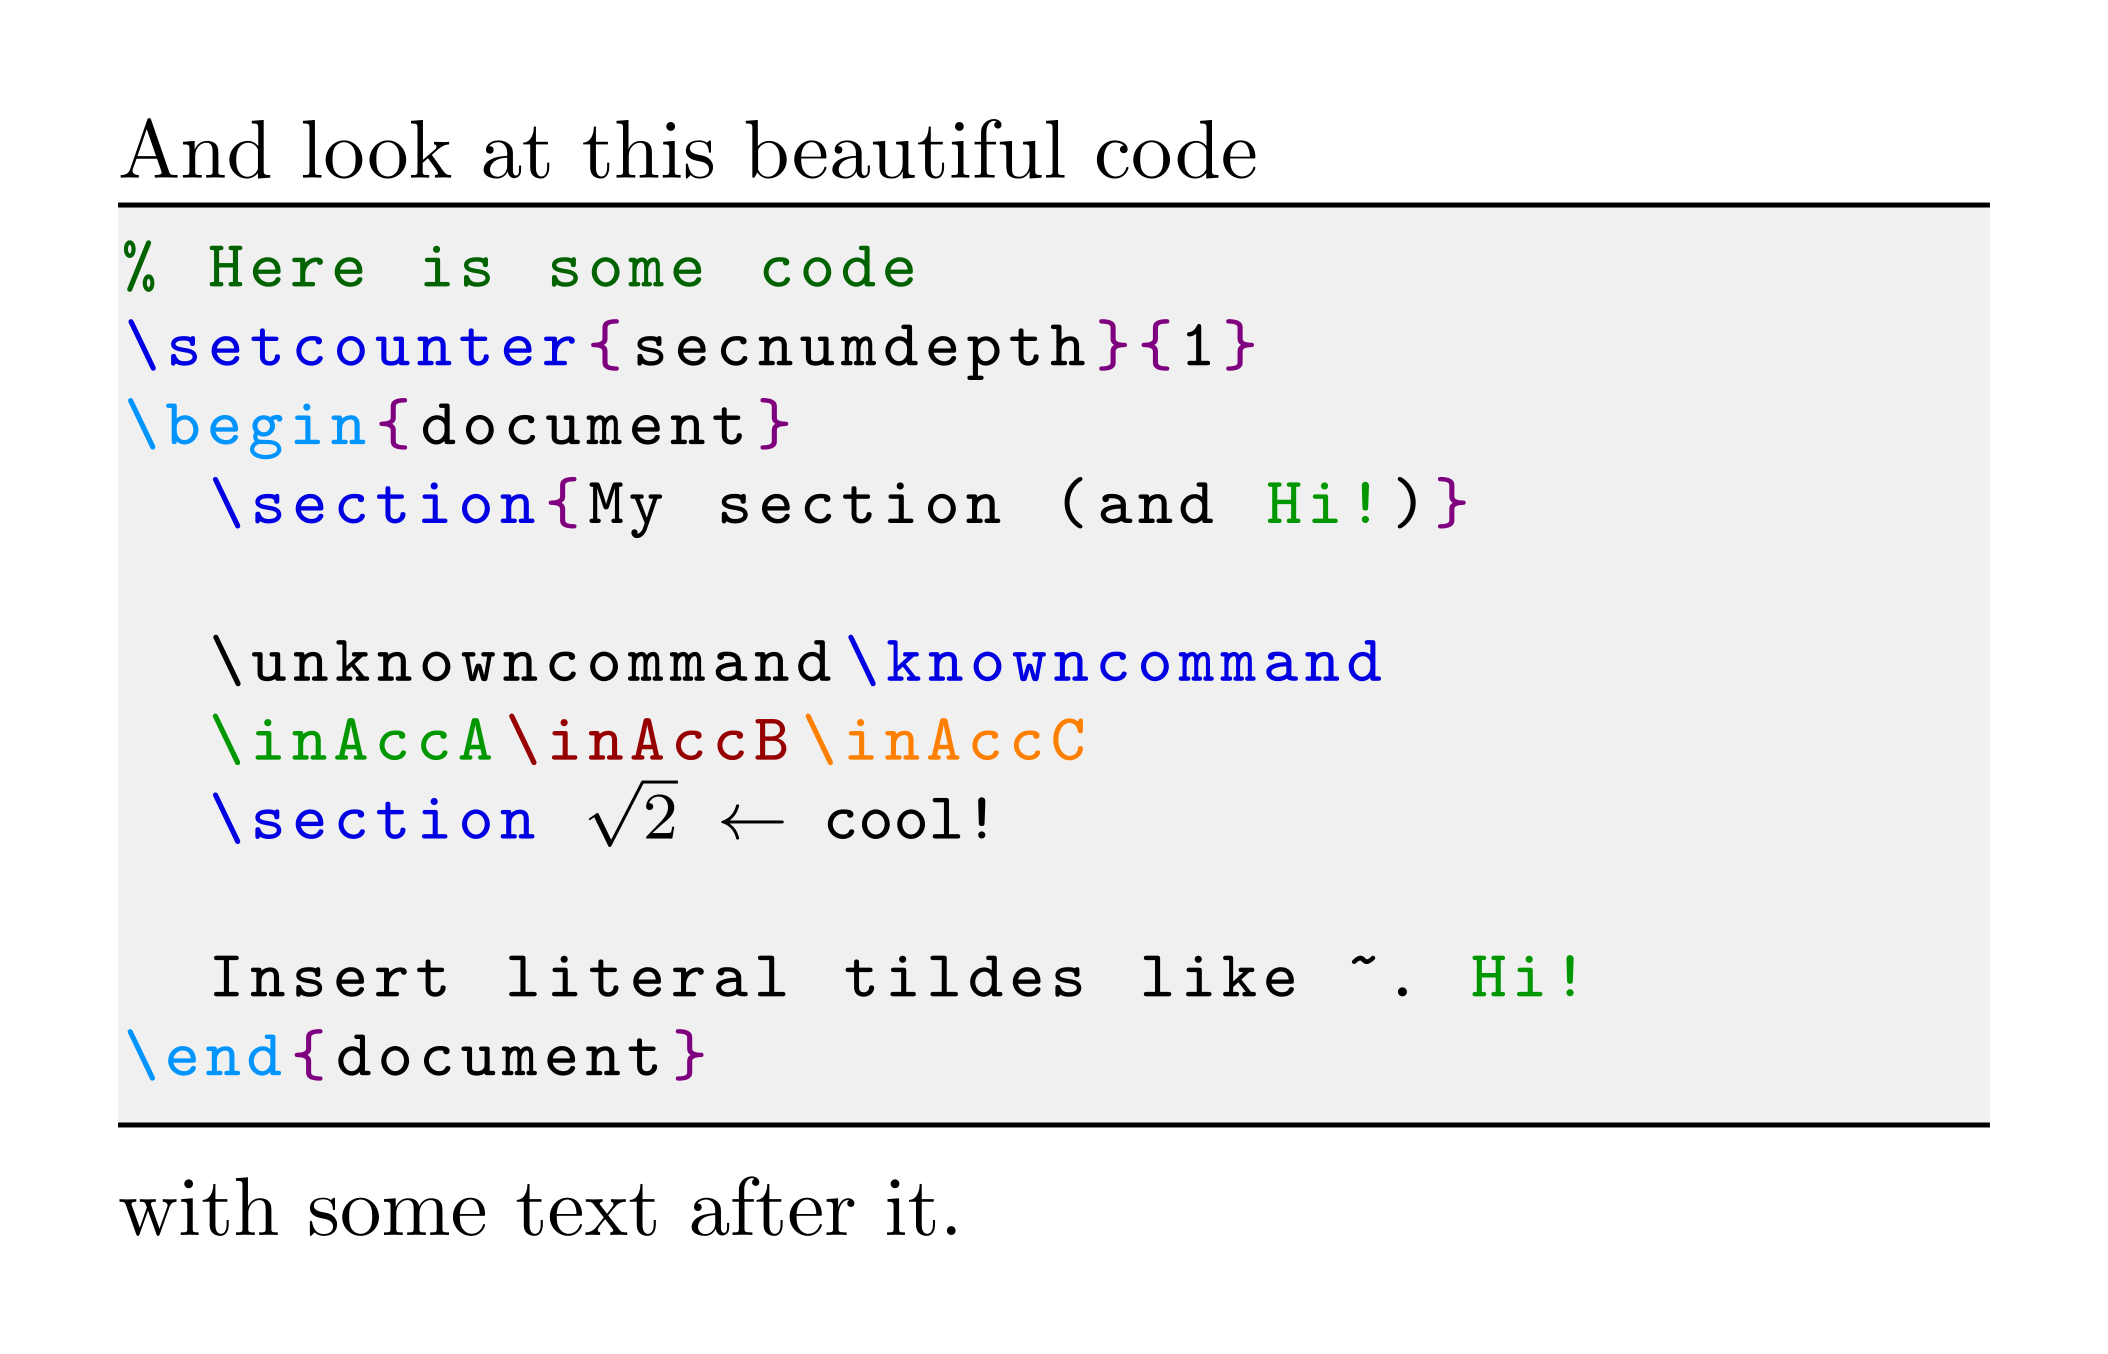 And look at this beautiful code
% Here is some code
\setcounter{secnumdepth}{1}
\begin{document}
  \section{My section (and Hi!)}
  \unknowncommand\knowncommand
  \inAccA\inAccB\inAccC
  \section √2 ← cool!
  Insert literal tildes like ~. Hi!
\end{document}
with some text after it.